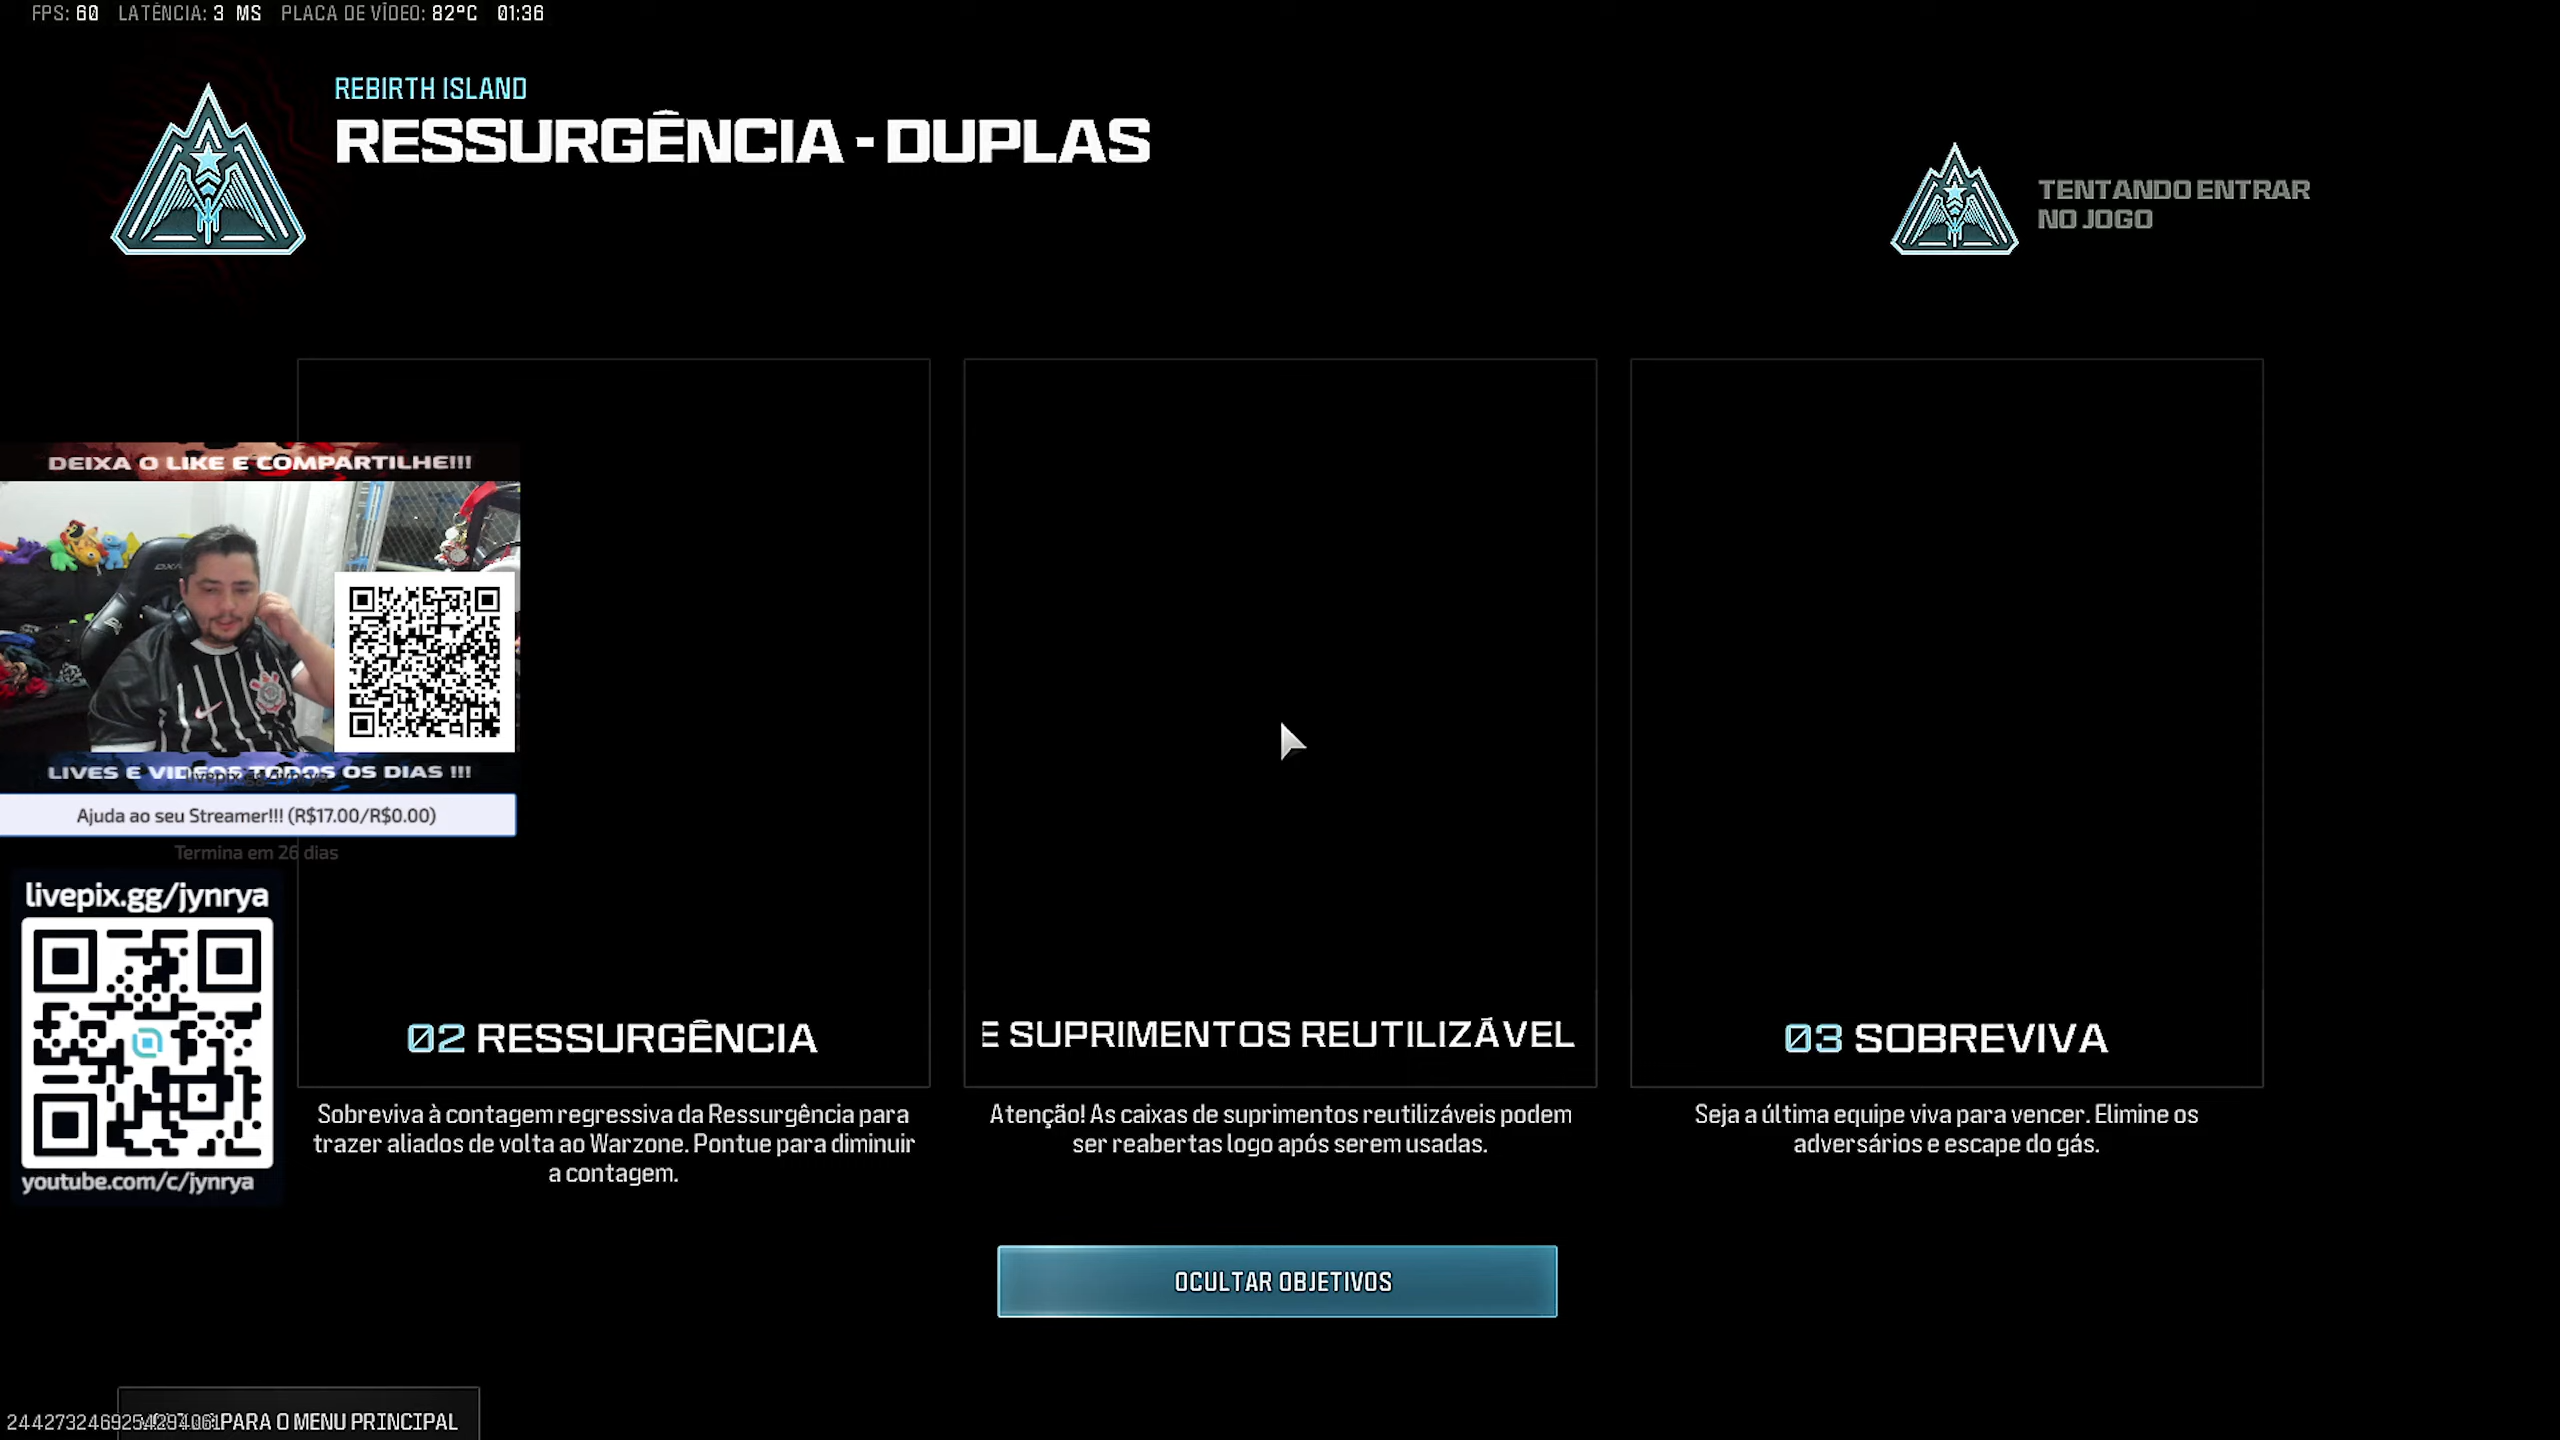 FPS: 60 LATÊNCIA: 3 MS PLACA DE VÍDEO: 82°C 01:36
REBIRTH ISLAND
RESSURGÊNCIA - DUPLAS
TENTANDO ENTRAR
NO JOGO
DEIXA O LIKE E COMPARTILHE!!!
LIVES E VIDEOS TODOS OS DIAS !!!
livepix.gg/jynrya
Ajuda ao seu Streamer!!! (R$17.00/R$0.00)
Termina em 26 dias
livepix.gg/jynrya
youtube.com/c/jynrya
02 RESSURGÊNCIA
Sobreviva à contagem regressiva da Ressurgência para
trazer aliados de volta ao Warzone. Pontue para diminuir
a contagem.
E SUPRIMENTOS REUTILIZÁVEL
Atenção! As caixas de suprimentos reutilizáveis podem
ser reabertas logo após serem usadas.
03 SOBREVIVA
Seja a última equipe viva para vencer. Elimine os
adversários e escape do gás.
OCULTAR OBJETIVOS
PARA O MENU PRINCIPAL